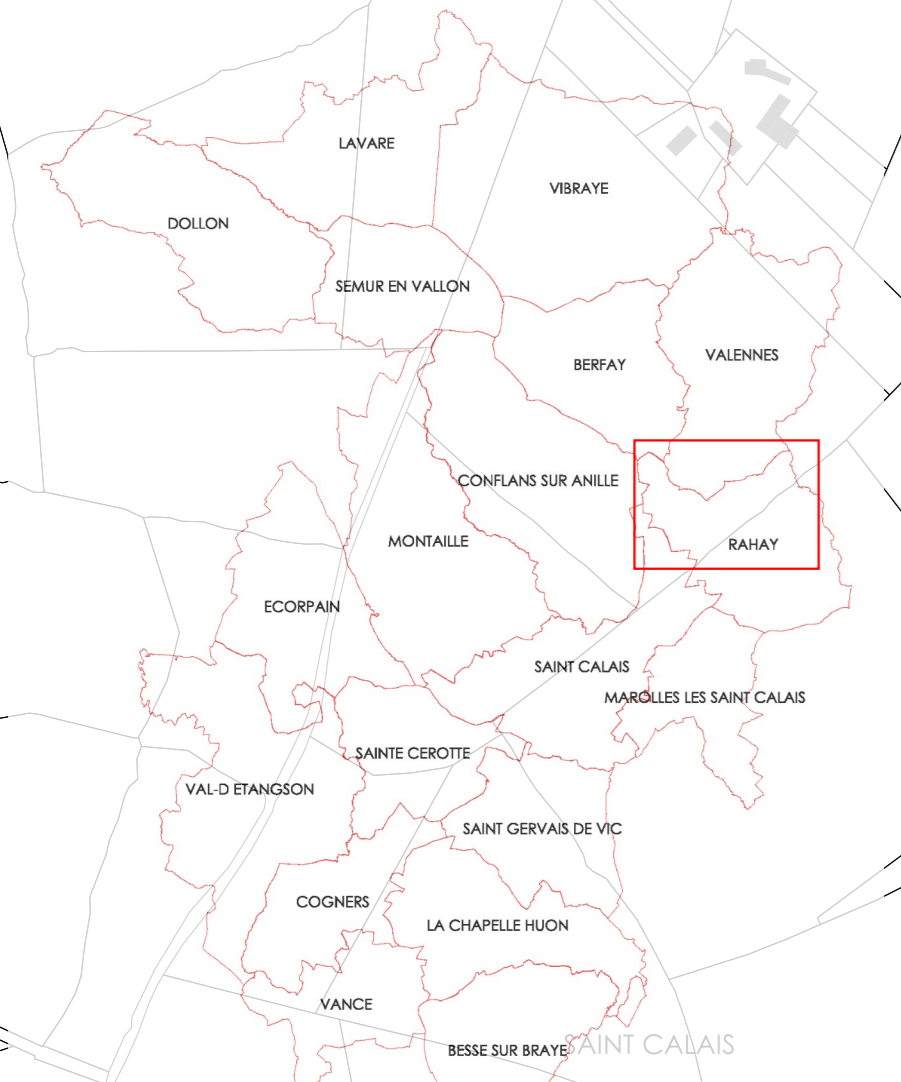 LAVARE
VIBRAYE
DOLLON
SEMUR EN VALLON
VALENNES
BERFAY
CONFLANS SUR ANILLE
MONTAILLE
RAHAY
ECORPAIN
SAINT CALAIS
MAROLLES LES SAINT CALAIS
SAINTE CEROTTE
VAL-D ETANGSON
SAINT GERVAIS DE VIC
COGNERS
LA CHAPELLE HUON
VANCE
BESSE SUR BRAYE
SAINT CALAIS